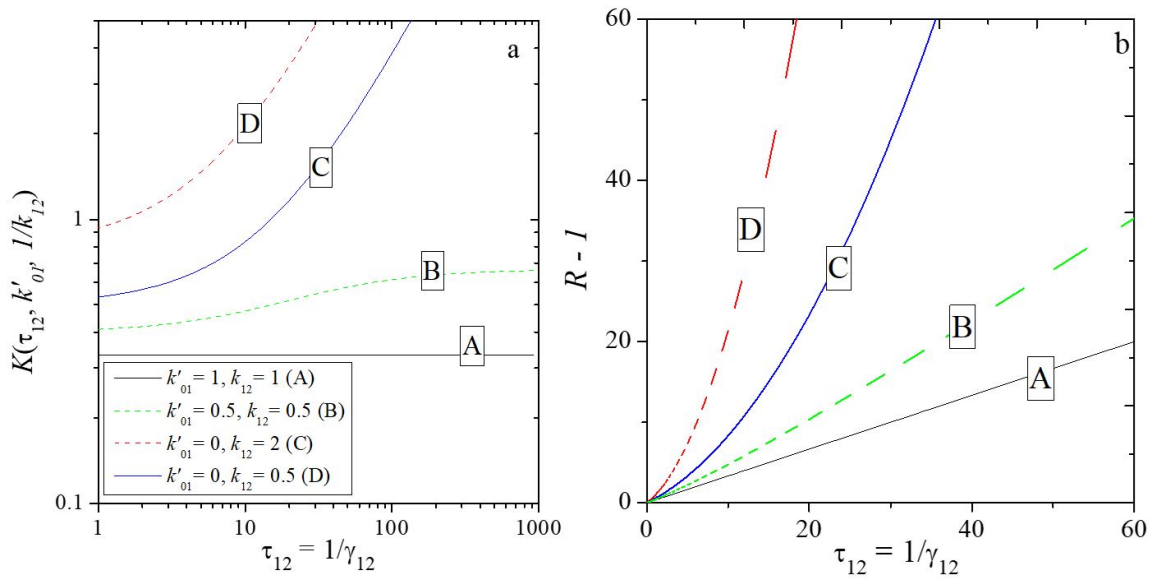 a
K(τ₁₂, k′₀₁, 1/k₁₂)
1
0.1
D
C
B
A
k′₀₁ = 1, k₁₂ = 1 (A)
k′₀₁ = 0.5, k₁₂ = 0.5 (B)
k′₀₁ = 0, k₁₂ = 2 (C)
k′₀₁ = 0, k₁₂ = 0.5 (D)
1 10 100 1000
τ₁₂ = 1/γ₁₂
b
R - 1
60
40
20
0
D
C
B
A
0 20 40 60
τ₁₂ = 1/γ₁₂